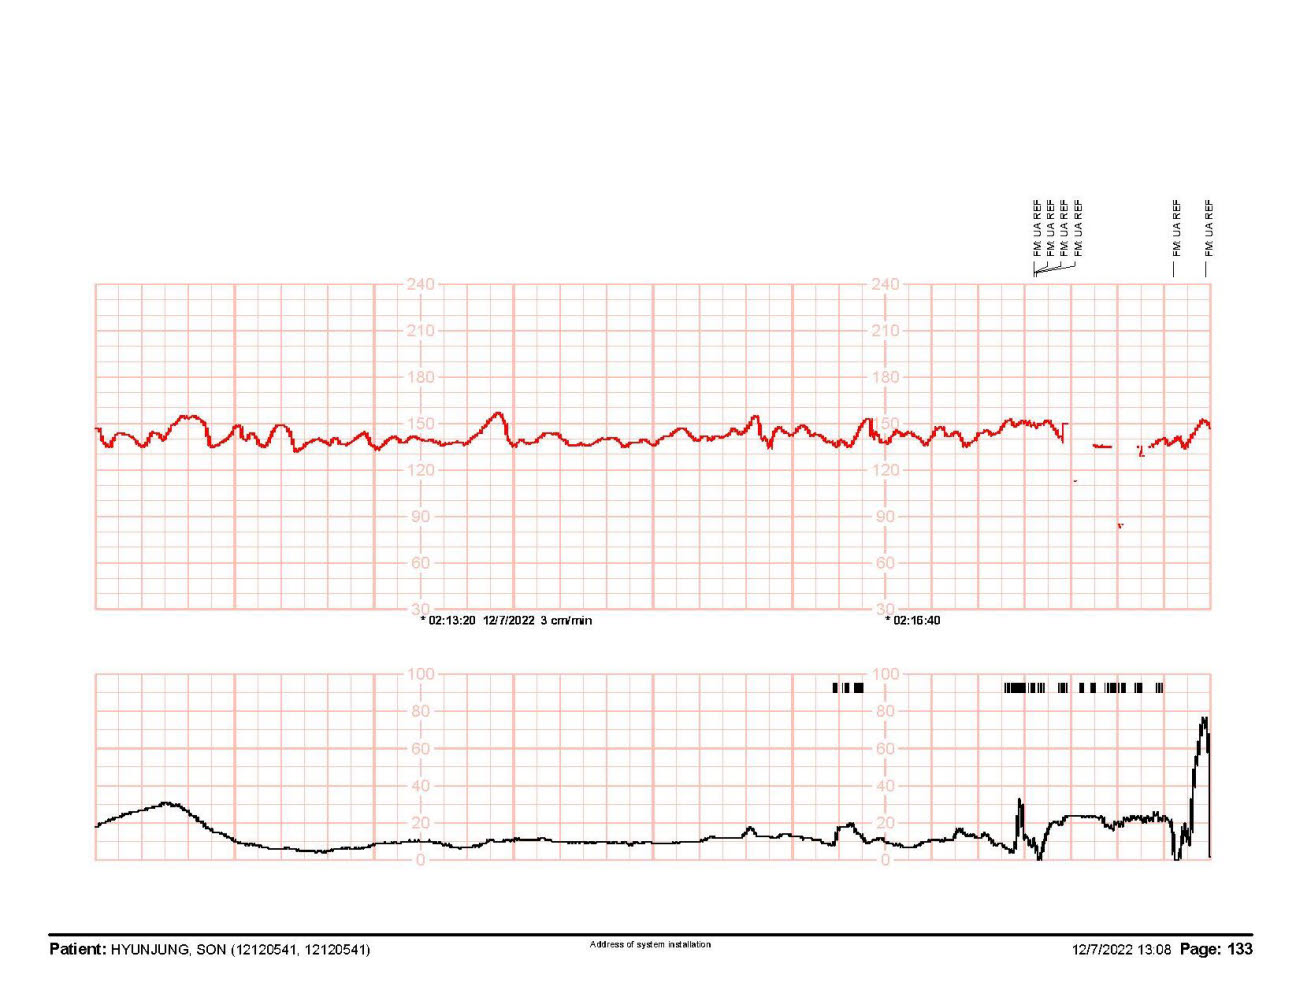 FM: UA REF
FM: UA REF
FM: UA REF
FM: UA REF
FM: UA REF
FM: UA REF
240 240
210 210
180 180
150 150
120 120
90 90
60 60
30 30
* 02:13:20 12/7/2022 3 cm/min * 02:16:40
100 100
80 80
60 60
40 40
20 20
0 0
Patient: HYUNJUNG, SON (12120541, 12120541) Address of system installation 12/7/2022 13:08 Page: 133